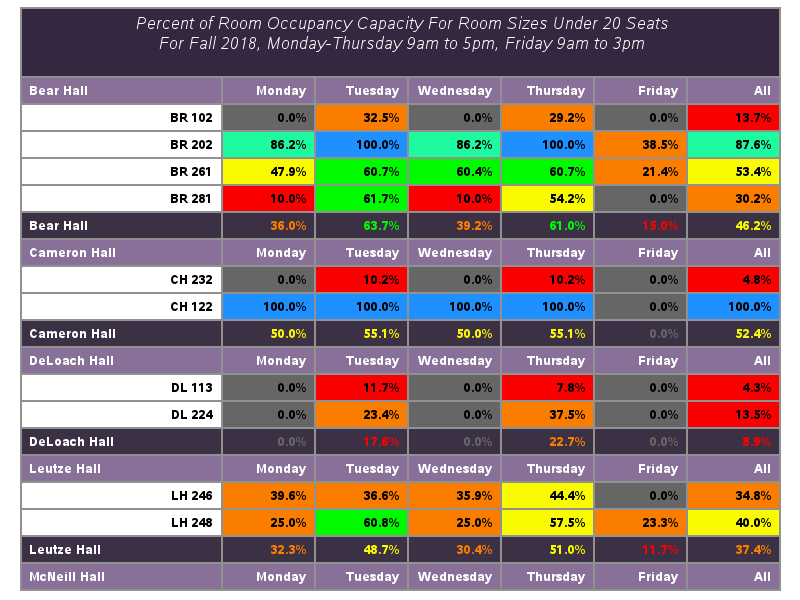 Percent of Room Occupancy Capacity For Room Sizes Under 20 Seats
For Fall 2018, Monday-Thursday 9am to 5pm, Friday 9am to 3pm
Bear Hall Monday Tuesday Wednesday Thursday Friday All
BR 102 0.0% 32.5% 0.0% 29.2% 0.0% 13.7%
BR 202 86.2% 100.0% 86.2% 100.0% 38.5% 87.6%
BR 261 47.9% 60.7% 60.4% 60.7% 21.4% 53.4%
BR 281 10.0% 61.7% 10.0% 54.2% 0.0% 30.2%
Bear Hall 36.0% 63.7% 39.2% 61.0% 15.0% 46.2%
Cameron Hall Monday Tuesday Wednesday Thursday Friday All
CH 232 0.0% 10.2% 0.0% 10.2% 0.0% 4.8%
CH 122 100.0% 100.0% 100.0% 100.0% 0.0% 100.0%
Cameron Hall 50.0% 55.1% 50.0% 55.1% 0.0% 52.4%
DeLoach Hall Monday Tuesday Wednesday Thursday Friday All
DL 113 0.0% 11.7% 0.0% 7.8% 0.0% 4.3%
DL 224 0.0% 23.4% 0.0% 37.5% 0.0% 13.5%
DeLoach Hall 0.0% 17.6% 0.0% 22.7% 0.0% 8.9%
Leutze Hall Monday Tuesday Wednesday Thursday Friday All
LH 246 39.6% 36.6% 35.9% 44.4% 0.0% 34.8%
LH 248 25.0% 60.8% 25.0% 57.5% 23.3% 40.0%
Leutze Hall 32.3% 48.7% 30.4% 51.0% 11.7% 37.4%
McNeill Hall Monday Tuesday Wednesday Thursday Friday All